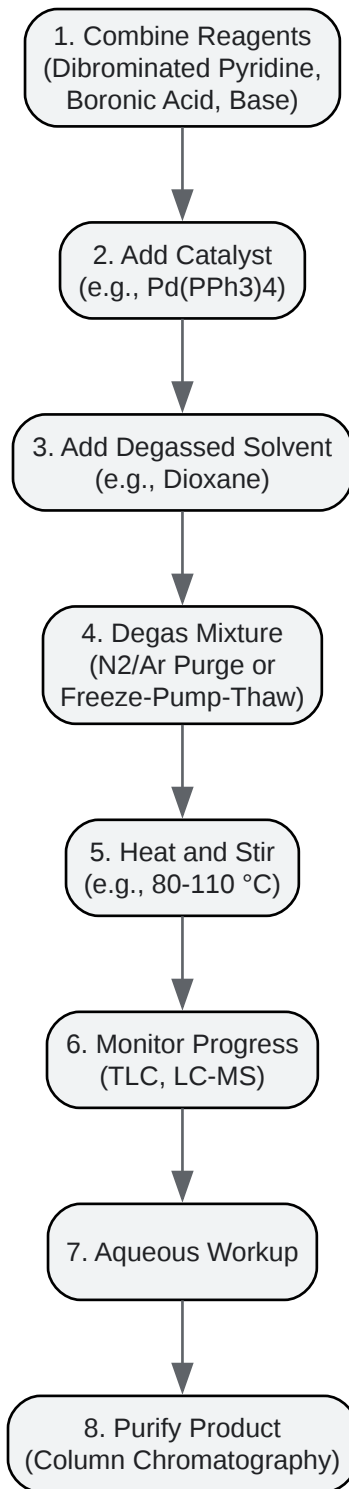 1. Combine Reagents
(Dibrominated Pyridine,
Boronic Acid, Base)
2. Add Catalyst
(e.g., Pd(PPh3)4)
3. Add Degassed Solvent
(e.g., Dioxane)
4. Degas Mixture
(N2/Ar Purge or
Freeze-Pump-Thaw)
5. Heat and Stir
(e.g., 80-110 °C)
6. Monitor Progress
(TLC, LC-MS)
7. Aqueous Workup
8. Purify Product
(Column Chromatography)